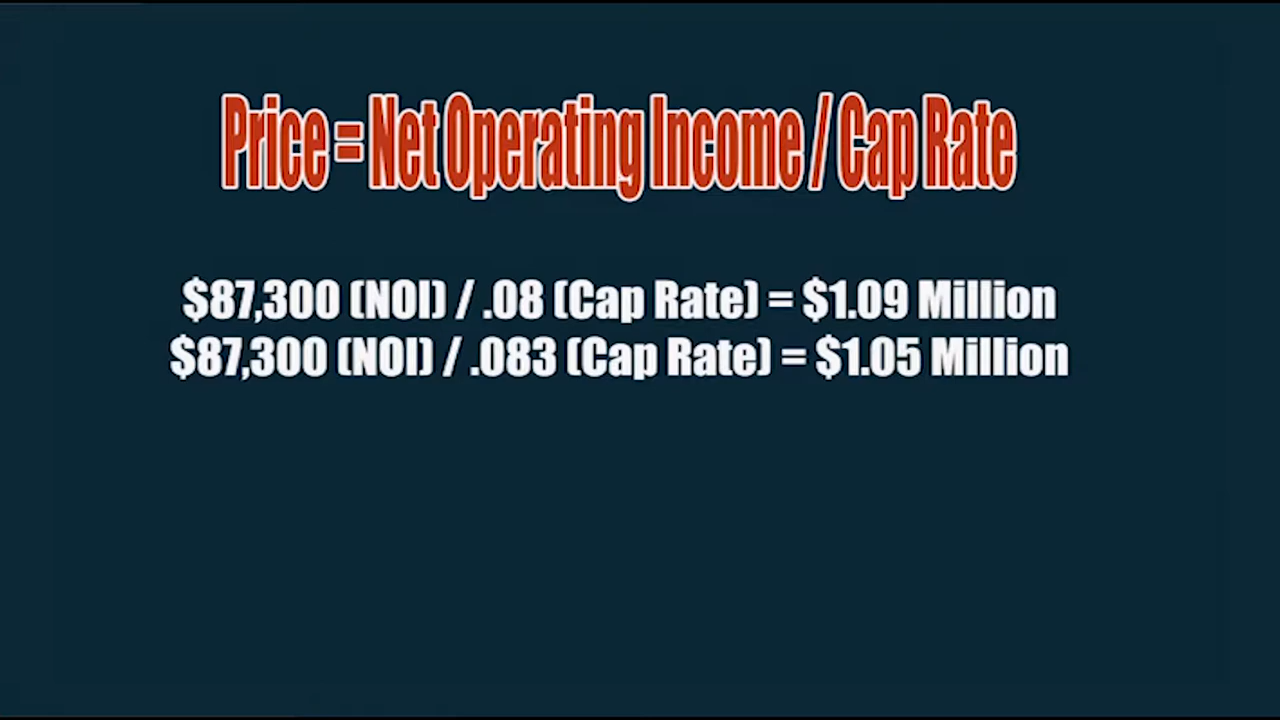 Price = Net Operating Income / Cap Rate
$87,300 (NOI) / .08 (Cap Rate) = $1.09 Million
$87,300 (NOI) / .083 (Cap Rate) = $1.05 Million